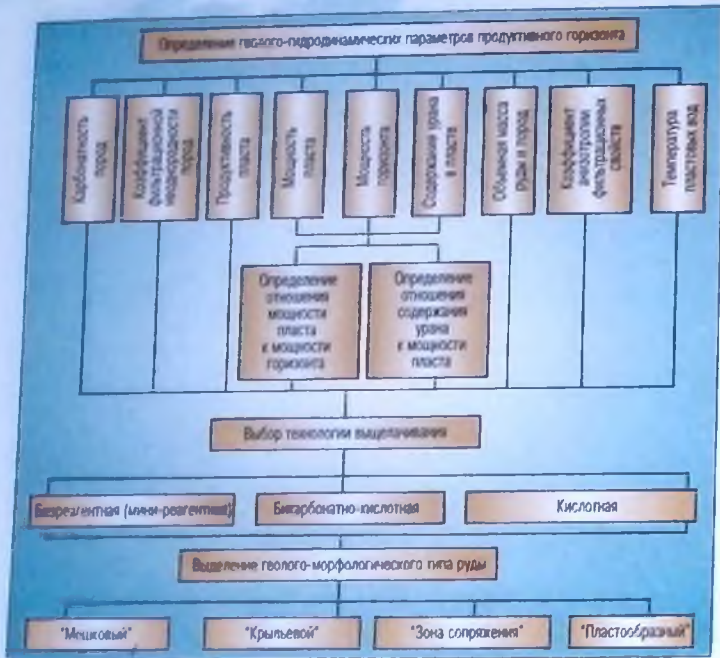 Определение геолого-гидродинамических параметров продуктивного горизонта
Карбонатность
пород
Коэффициент
фильтрационной
неоднородности
пород
Продуктивность
пласта
Мощность
пласта
Мощность
горизонта
Содержание урана
в пласте
Объемная масса
руды и пород
Коэффициент
анизотропии
фильтрационных
свойств
Температура
пластовых вод
Определение
отношения
мощности
пласта
к мощности
горизонта
Определение
отношения
содержания
урана
к мощности
пласта
Выбор технологии выщелачивания
Безреагентная (мини-реагентная)
Бикарбонатно-кислотная
Кислотная
Выделение геолого-морфологического типа руды
"Мешковый"
"Крыльевой"
"Зона сопряжения"
"Пластообразный"